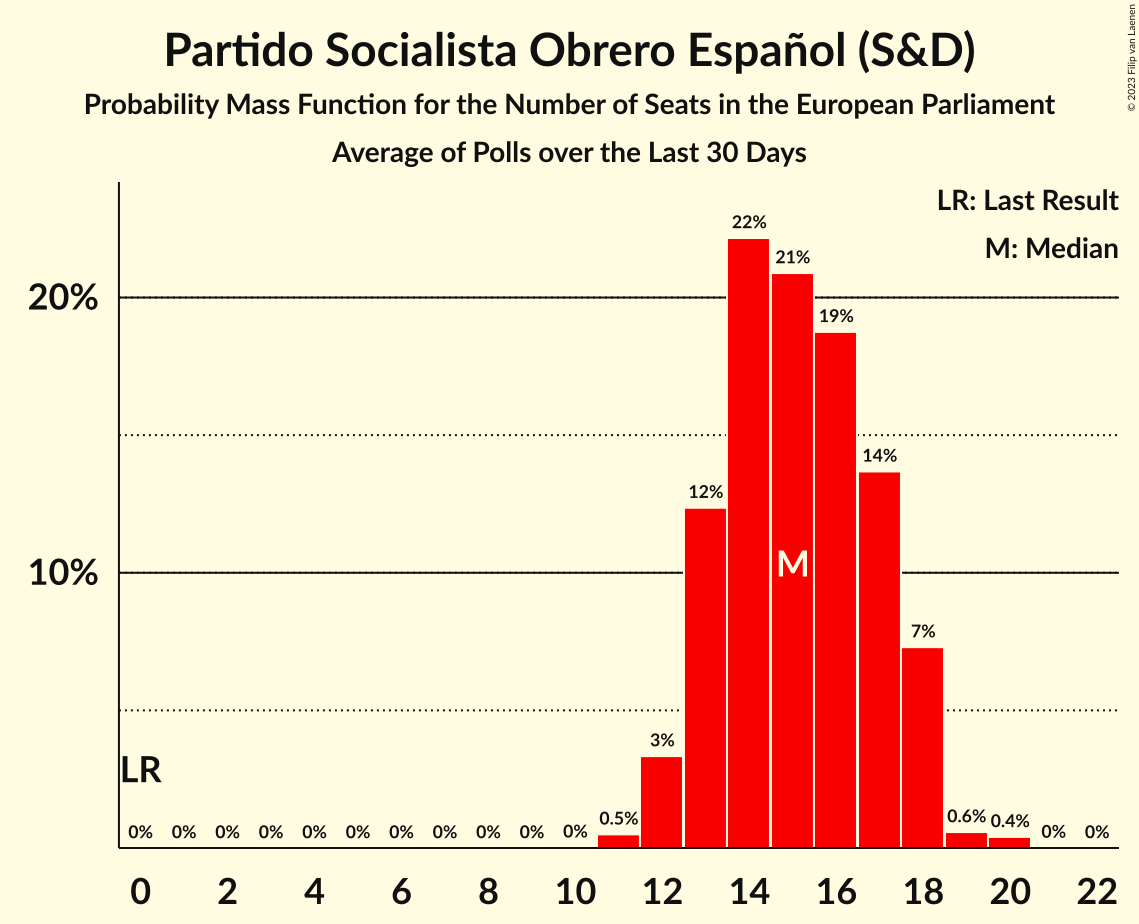 Partido Socialista Obrero Español (S&D)
Probability Mass Function for the Number of Seats in the European Parliament
Average of Polls over the Last 30 Days
© 2023 Filip van Laenen
LR: Last Result
M: Median
20%
10%
22%
21%
19%
14%
12%
M
7%
3%
LR
0% 0% 0% 0% 0% 0% 0% 0% 0% 0% 0% 0.5% 0.6% 0.4% 0% 0%
0 2 4 6 8 10 12 14 16 18 20 22